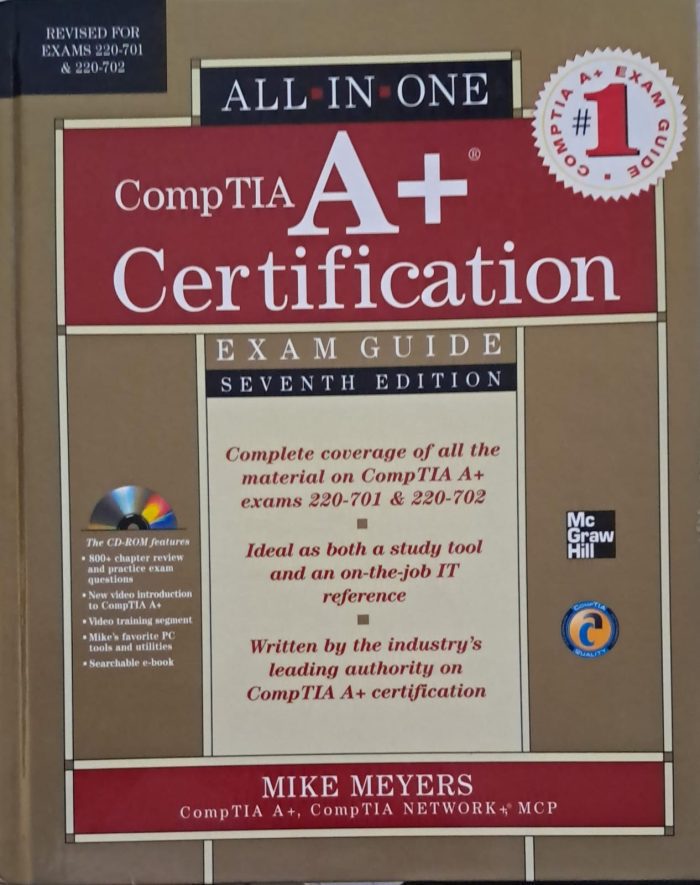 REVISED FOR
EXAMS 220-701
& 220-702
ALL▪IN▪ONE
COMPTIA A+ EXAM GUIDE
#1
CompTIA A+®
Certification
EXAM GUIDE
SEVENTH EDITION
Complete coverage of all the
material on CompTIA A+
exams 220-701 & 220-702
Ideal as both a study tool
and an on-the-job IT
reference
Written by the industry's
leading authority on
CompTIA A+ certification
The CD-ROM features
• 800+ chapter review
and practice exam
questions
• New video introduction
to CompTIA A+
• Video training segment
• Mike's favorite PC
tools and utilities
• Searchable e-book
Mc
Graw
Hill
COMPTIA
QUALITY
MIKE MEYERS
CompTIA A+, CompTIA NETWORK+,® MCP